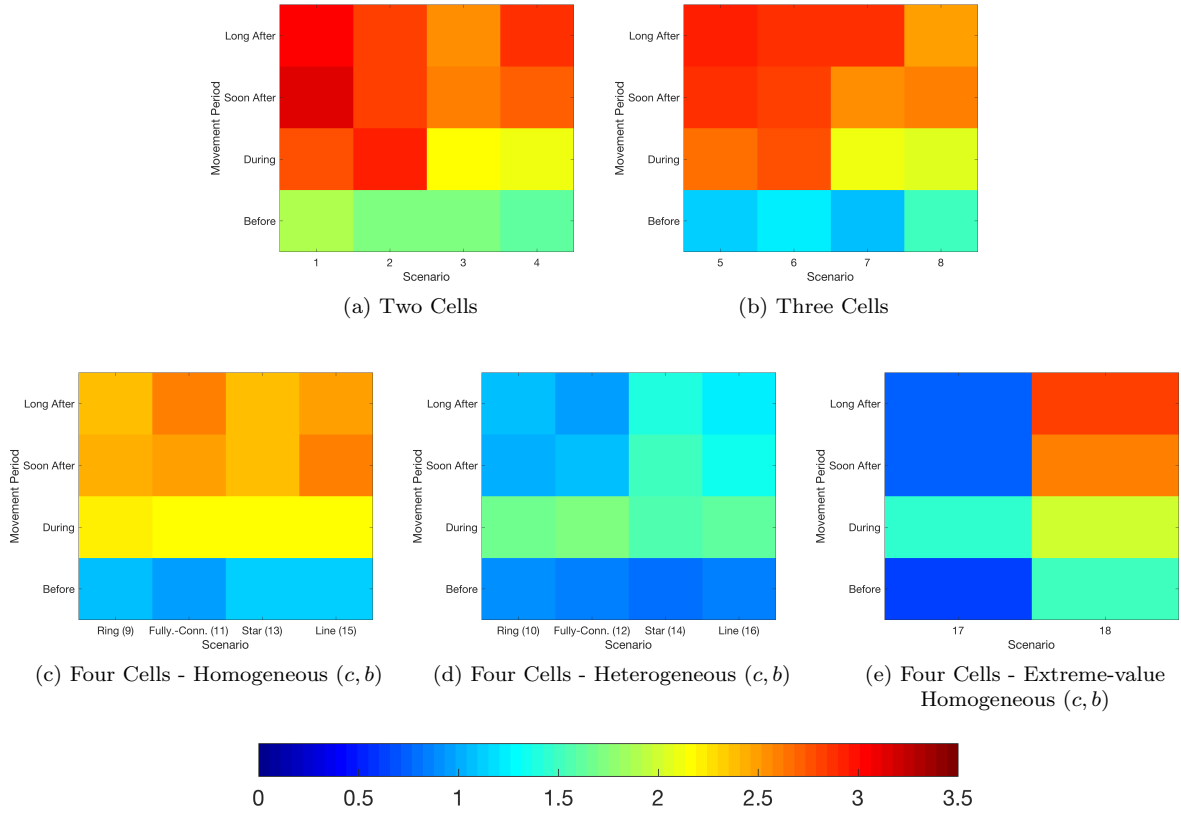 Long After
Soon After
During
Before
Movement Period
1 2 3 4
Scenario
(a) Two Cells
Long After
Soon After
During
Before
Movement Period
5 6 7 8
Scenario
(b) Three Cells
Long After
Soon After
During
Before
Movement Period
Ring (9) Fully.-Conn. (11) Star (13) Line (15)
Scenario
(c) Four Cells - Homogeneous (c, b)
Long After
Soon After
During
Before
Movement Period
Ring (10) Fully-Conn. (12) Star (14) Line (16)
Scenario
(d) Four Cells - Heterogeneous (c, b)
Long After
Soon After
During
Before
Movement Period
17 18
Scenario
(e) Four Cells - Extreme-value
Homogeneous (c, b)
0 0.5 1 1.5 2 2.5 3 3.5